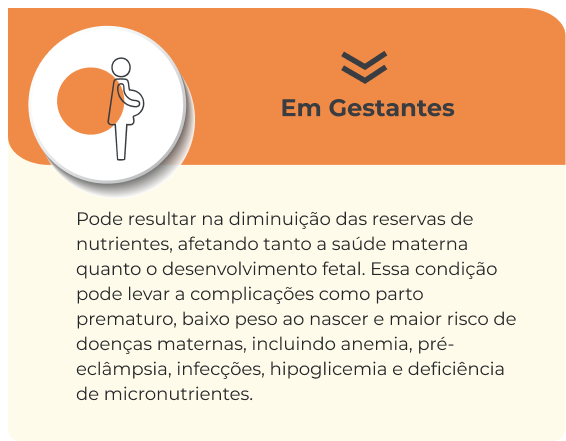 Em Gestantes
Pode resultar na diminuição das reservas de
nutrientes, afetando tanto a saúde materna
quanto o desenvolvimento fetal. Essa condição
pode levar a complicações como parto
prematuro, baixo peso ao nascer e maior risco de
doenças maternas, incluindo anemia, pré-
eclâmpsia, infecções, hipoglicemia e deficiência
de micronutrientes.